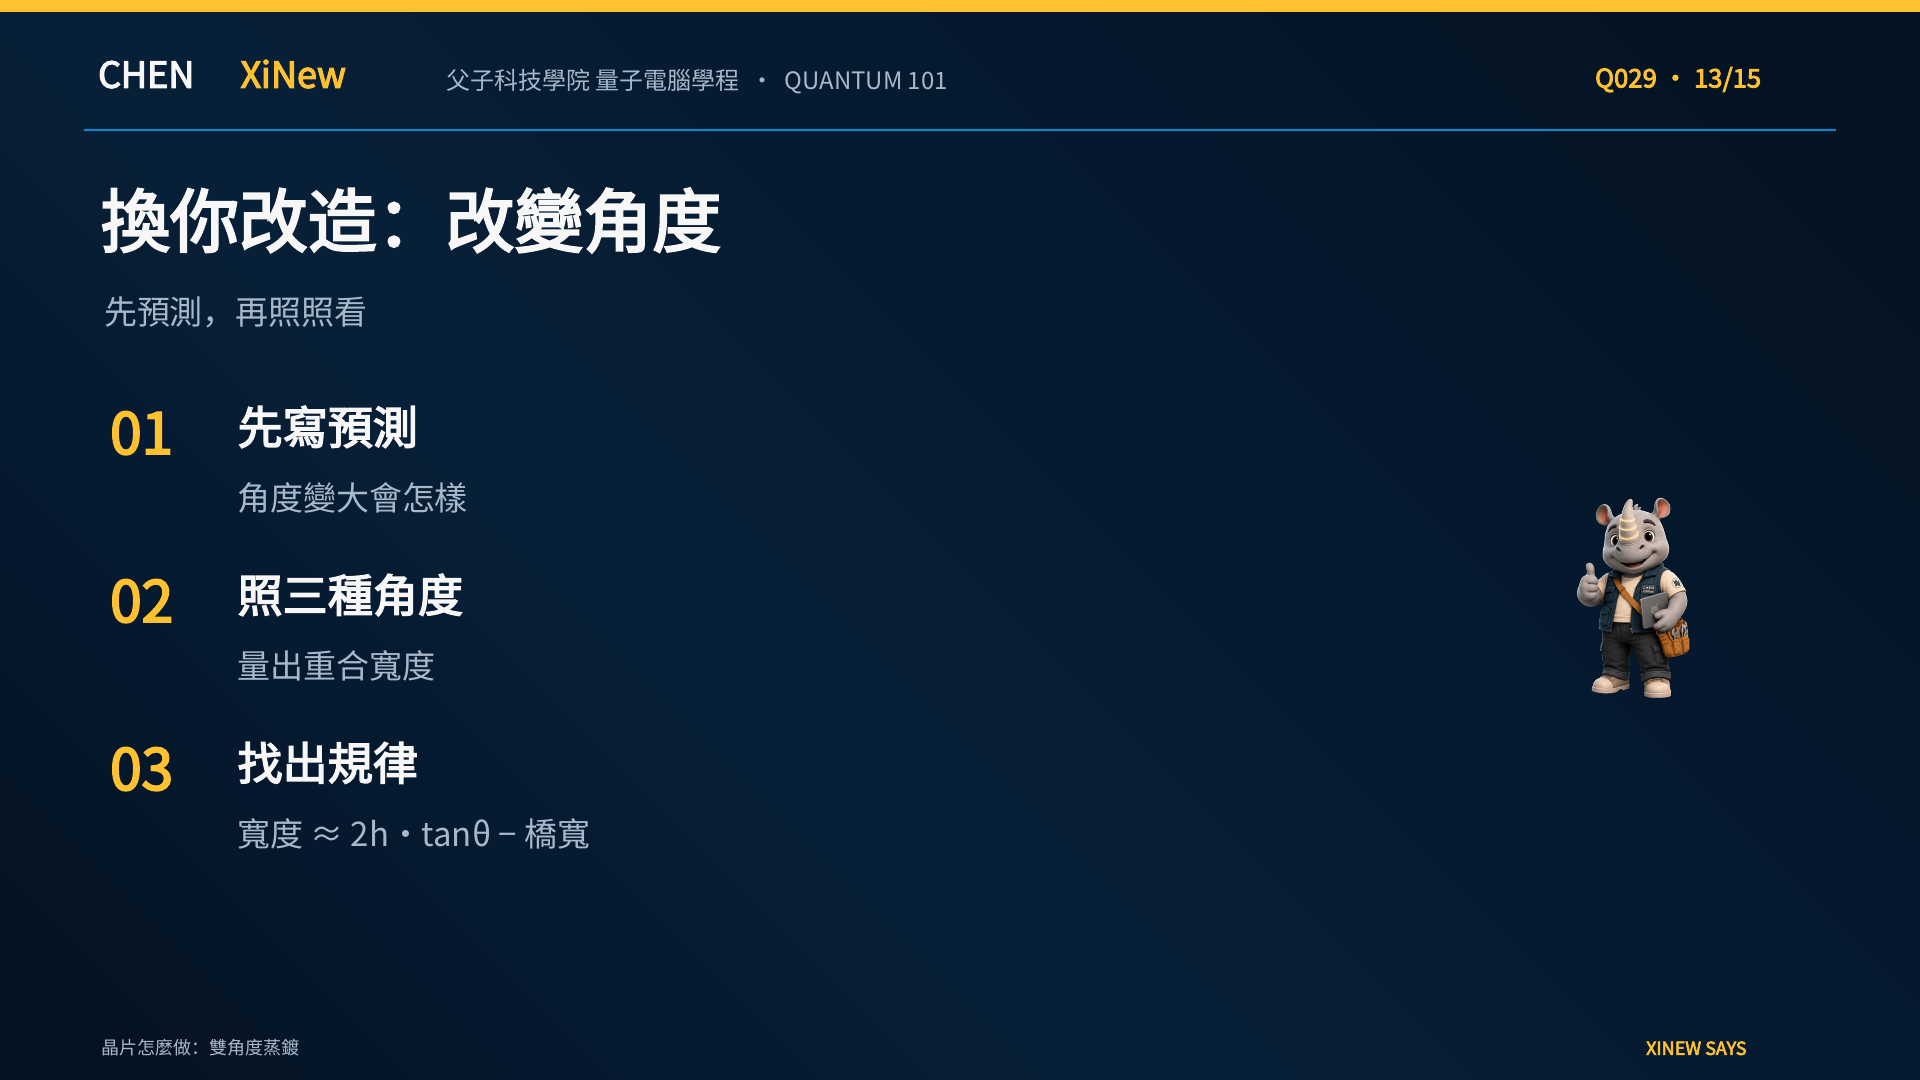 CHEN XiNew 父子科技學院 量子電腦學程 · QUANTUM 101 Q029 · 13/15
換你改造：改變角度
先預測，再照照看
01 先寫預測
角度變大會怎樣
02 照三種角度
量出重合寬度
03 找出規律
寬度 ≈ 2h·tanθ − 橋寬
晶片怎麼做：雙角度蒸鍍 XINEW SAYS